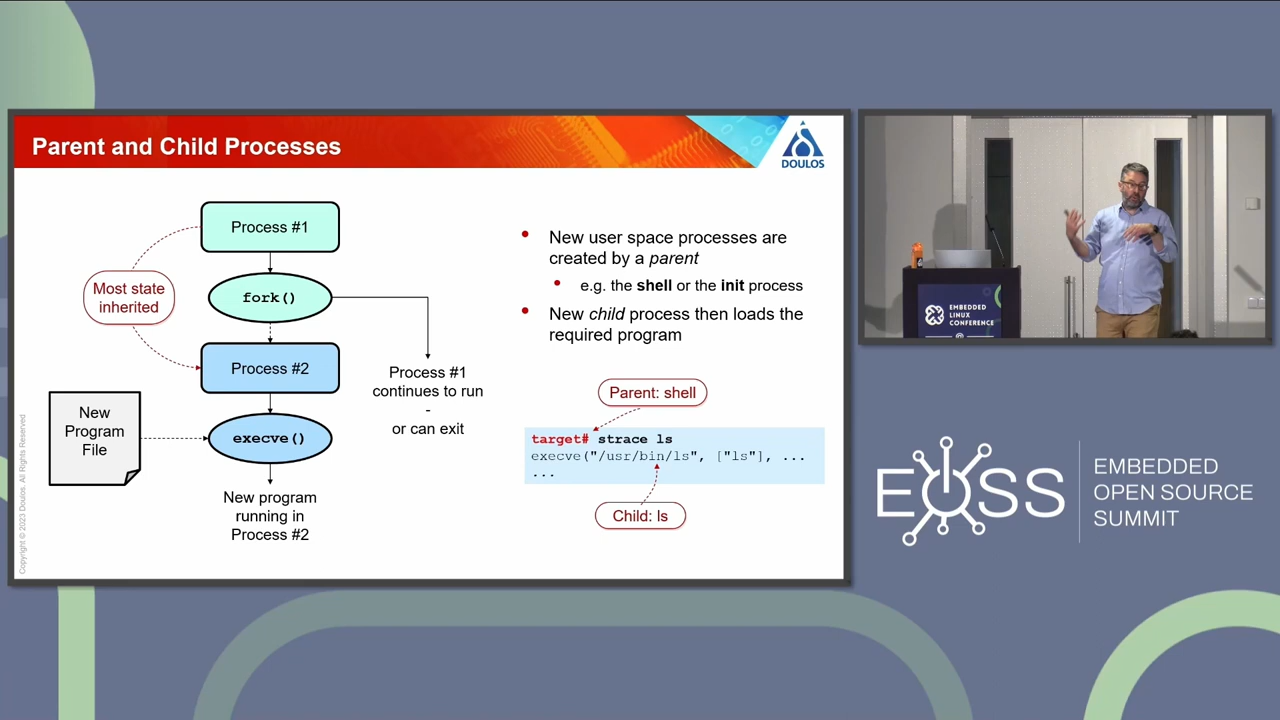 Parent and Child Processes
DOULOS
Process #1
Most state
inherited
fork()
Process #2
Process #1
continues to run
-
or can exit
New
Program
File
execve()
New program
running in
Process #2
• New user space processes are
created by a parent
• e.g. the shell or the init process
• New child process then loads the
required program
Parent: shell
target# strace ls
execve("/usr/bin/ls", ["ls"], ...
...
Child: ls
Copyright © 2023 Doulos. All Rights Reserved
EMBEDDED
LINUX
CONFERENCE
EOSS
EMBEDDED
OPEN SOURCE
SUMMIT